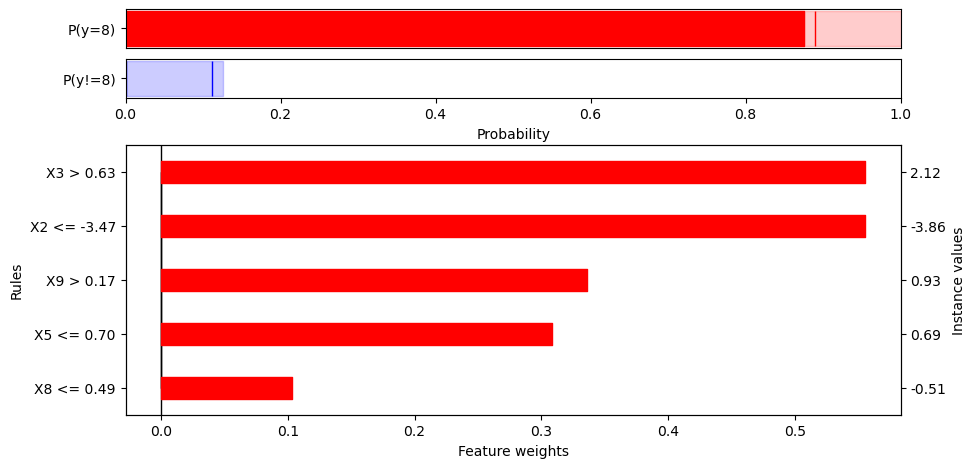 P(y=8)
P(y!=8)
0.0 0.2 0.4 0.6 0.8 1.0
Probability
X3 > 0.63 2.12
X2 <= -3.47 -3.86
X9 > 0.17 0.93
X5 <= 0.70 0.69
X8 <= 0.49 -0.51
Rules
Instance values
0.0 0.1 0.2 0.3 0.4 0.5
Feature weights